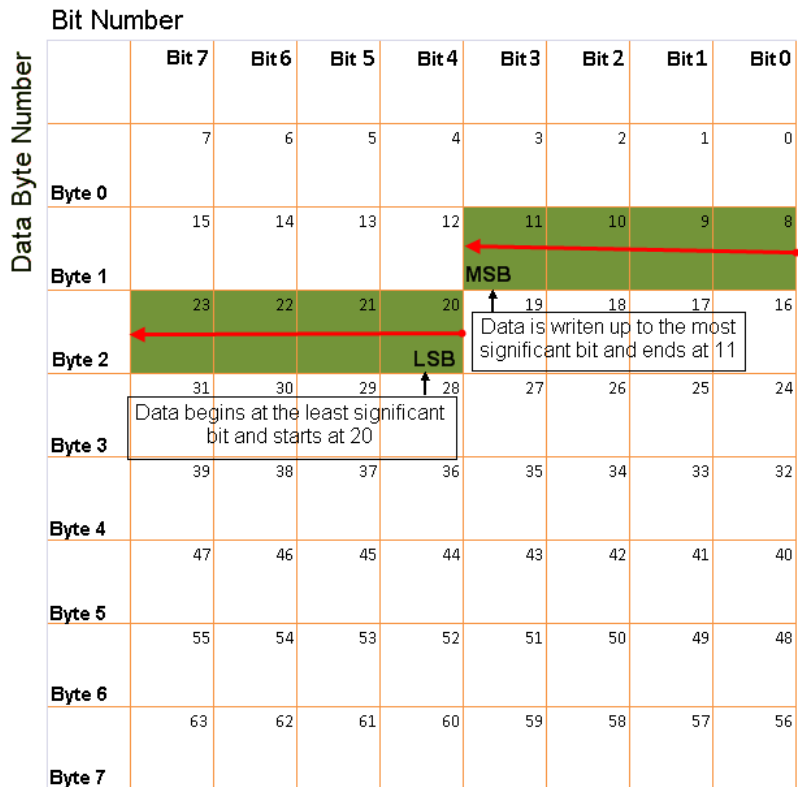 Bit Number
Data Byte Number
Bit 7 Bit 6 Bit 5 Bit 4 Bit 3 Bit 2 Bit 1 Bit 0
7 6 5 4 3 2 1 0
Byte 0
15 14 13 12 11 10 9 8
Byte 1
MSB
23 22 21 20 19 18 17 16
Data is writen up to the most
significant bit and ends at 11
Byte 2
LSB
31 30 29 28 27 26 25 24
Data begins at the least significant
bit and starts at 20
Byte 3
39 38 37 36 35 34 33 32
Byte 4
47 46 45 44 43 42 41 40
Byte 5
55 54 53 52 51 50 49 48
Byte 6
63 62 61 60 59 58 57 56
Byte 7